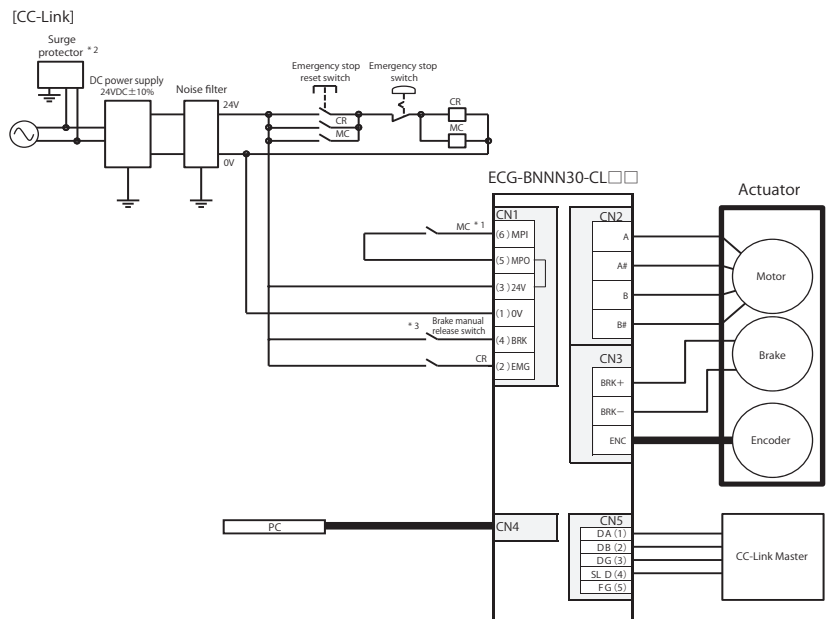 [CC-Link]
Surge
protector *2
DC power supply
24VDC±10%
Noise filter
24V
0V
Emergency stop
reset switch
Emergency stop
switch
CR
MC
CR
MC
ECG-BNNN30-CL□□
Actuator
CN1
MC *1
(6) MPI
(5) MPO
(3) 24V
(1) 0V
*3
Brake manual
release switch
(4) BRK
CR
(2) EMG
CN2
A
A#
B
B#
CN3
BRK+
BRK−
ENC
Motor
Brake
Encoder
PC
CN4
CN5
DA (1)
DB (2)
DG (3)
SL D (4)
FG (5)
CC-Link Master